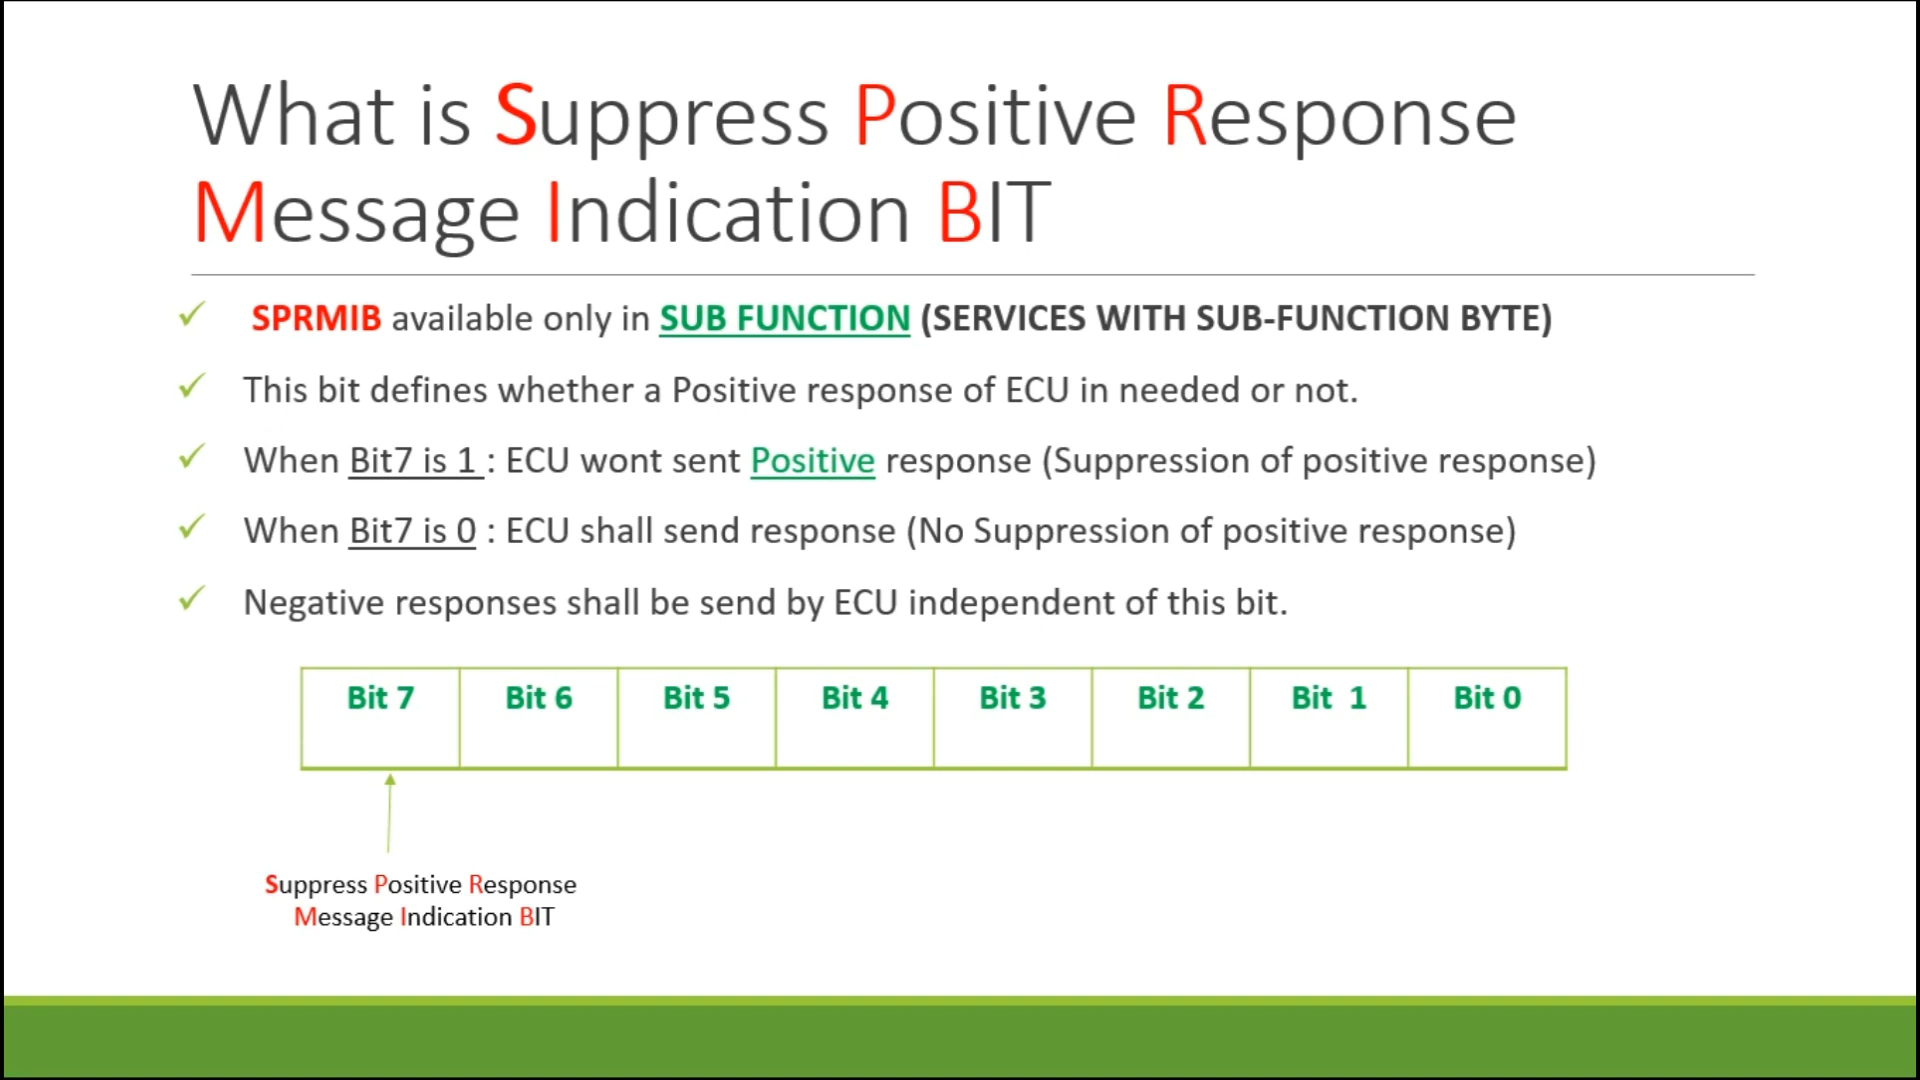 What is Suppress Positive Response
Message Indication BIT
SPRMIB available only in SUB FUNCTION (SERVICES WITH SUB-FUNCTION BYTE)
This bit defines whether a Positive response of ECU in needed or not.
When Bit7 is 1 : ECU wont sent Positive response (Suppression of positive response)
When Bit7 is 0 : ECU shall send response (No Suppression of positive response)
Negative responses shall be send by ECU independent of this bit.
Bit 7 Bit 6 Bit 5 Bit 4 Bit 3 Bit 2 Bit 1 Bit 0
Suppress Positive Response
Message Indication BIT